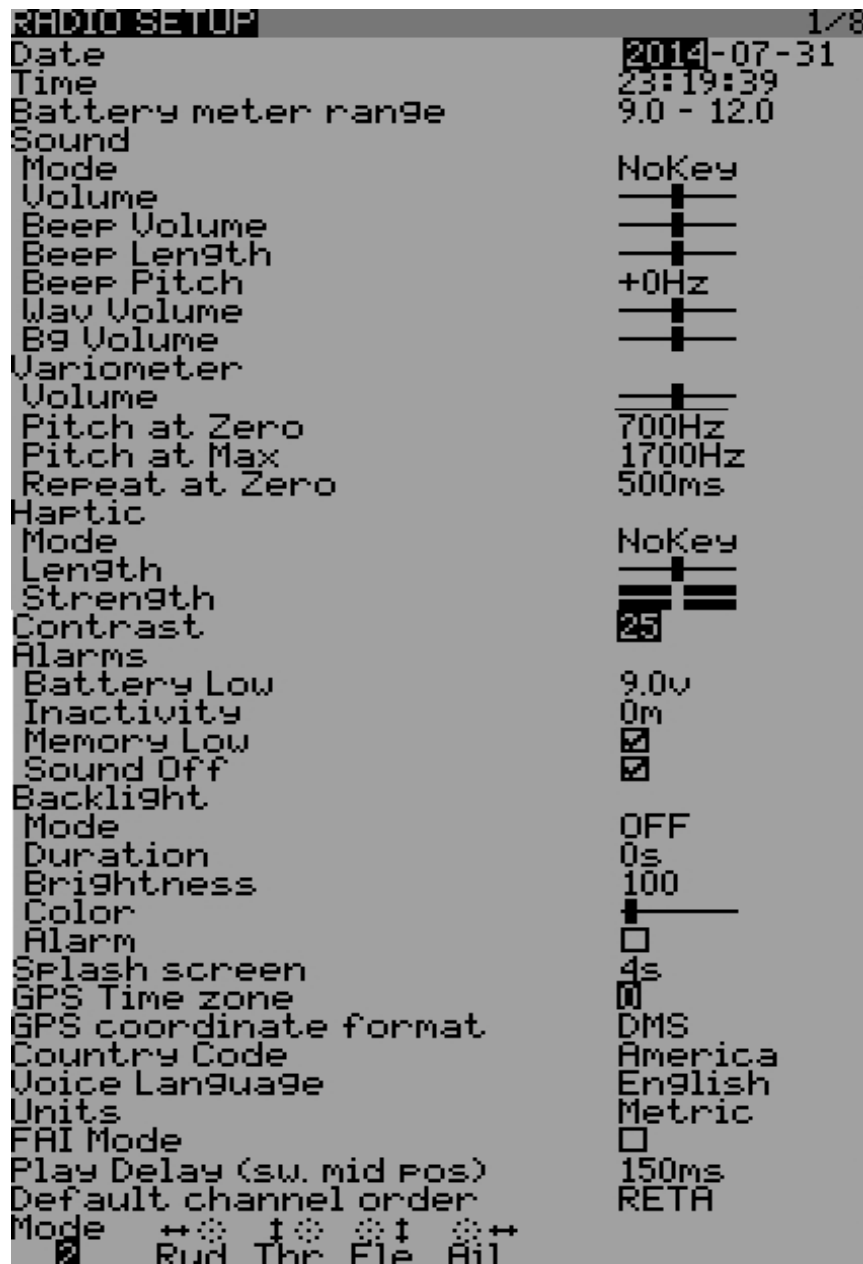 RADIO SETUP 1/8
Date 2014-07-31
Time 23:19:39
Battery meter range 9.0 - 12.0
Sound
Mode NoKey
Volume
Beep Volume
Beep Length
Beep Pitch +0Hz
Wav Volume
Bg Volume
Variometer
Volume
Pitch at Zero 700Hz
Pitch at Max 1700Hz
Repeat at Zero 500ms
Haptic
Mode NoKey
Length
Strength
Contrast 25
Alarms
Battery Low 9.0v
Inactivity 0m
Memory Low
Sound Off
Backlight
Mode OFF
Duration 0s
Brightness 100
Color
Alarm
Splash screen 4s
GPS Time zone 0
GPS coordinate format DMS
Country Code America
Voice Language English
Units Metric
FAI Mode
Play Delay (sw. mid pos) 150ms
Default channel order RETA
Mode
2 Rud Thr Ele Ail